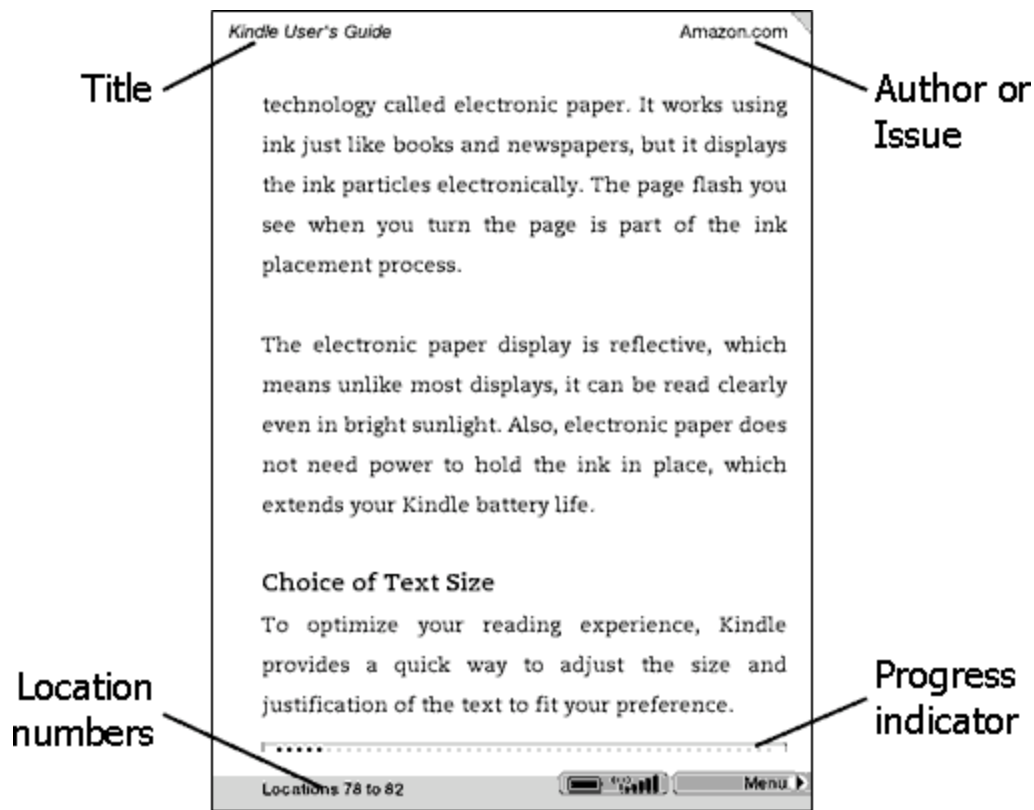 Kindle User's Guide Amazon.com
Title
Author or
Issue
technology called electronic paper. It works using
ink just like books and newspapers, but it displays
the ink particles electronically. The page flash you
see when you turn the page is part of the ink
placement process.
The electronic paper display is reflective, which
means unlike most displays, it can be read clearly
even in bright sunlight. Also, electronic paper does
not need power to hold the ink in place, which
extends your Kindle battery life.
Choice of Text Size
To optimize your reading experience, Kindle
provides a quick way to adjust the size and
justification of the text to fit your preference.
Location
numbers
Progress
indicator
Locations 78 to 82 Menu